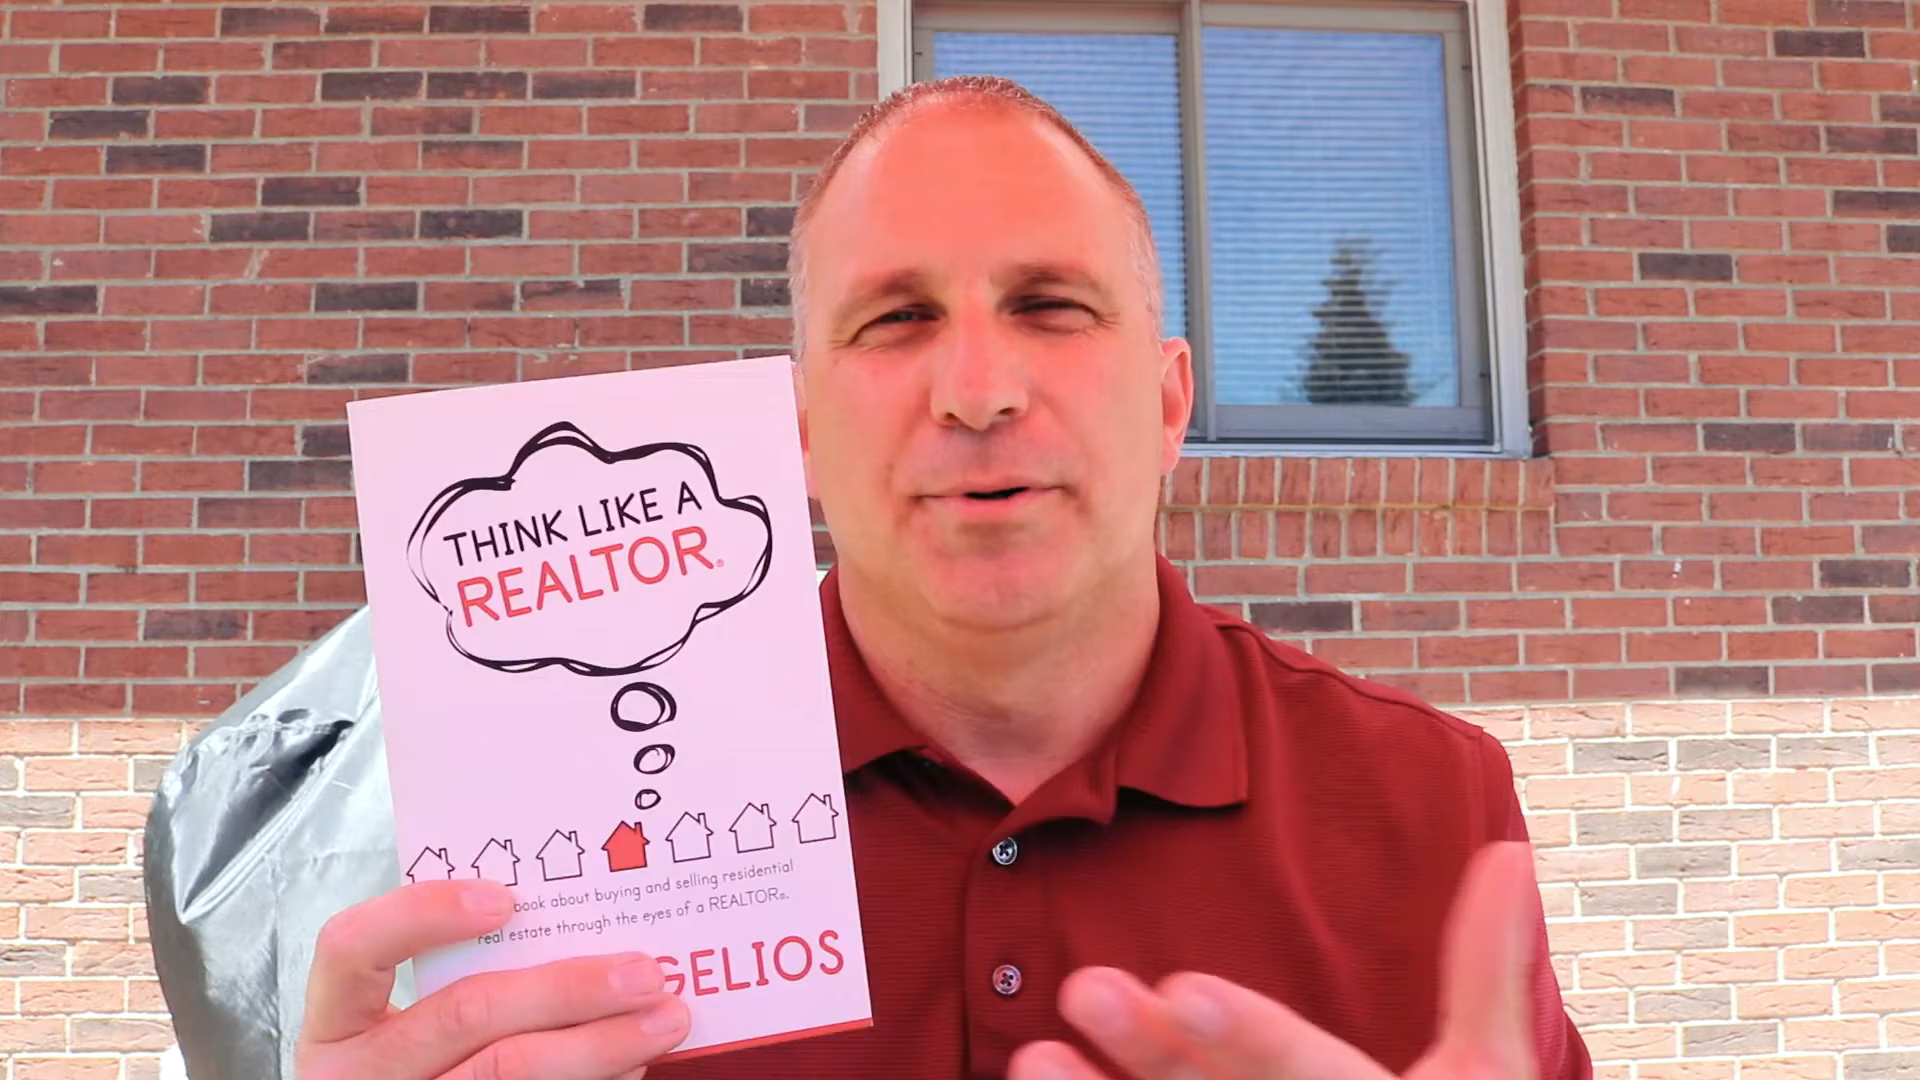 THINK LIKE A
REALTOR®
book about buying and selling residential
real estate through the eyes of a REALTOR®.
GELIOS